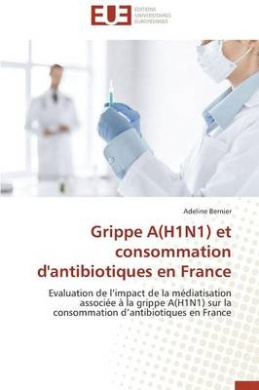 EUE
EDITIONS
UNIVERSITAIRES
EUROPEENNES
Adeline Bernier
Grippe A(H1N1) et
consommation
d'antibiotiques en France
Evaluation de l'impact de la médiatisation
associée à la grippe A(H1N1) sur la
consommation d'antibiotiques en France